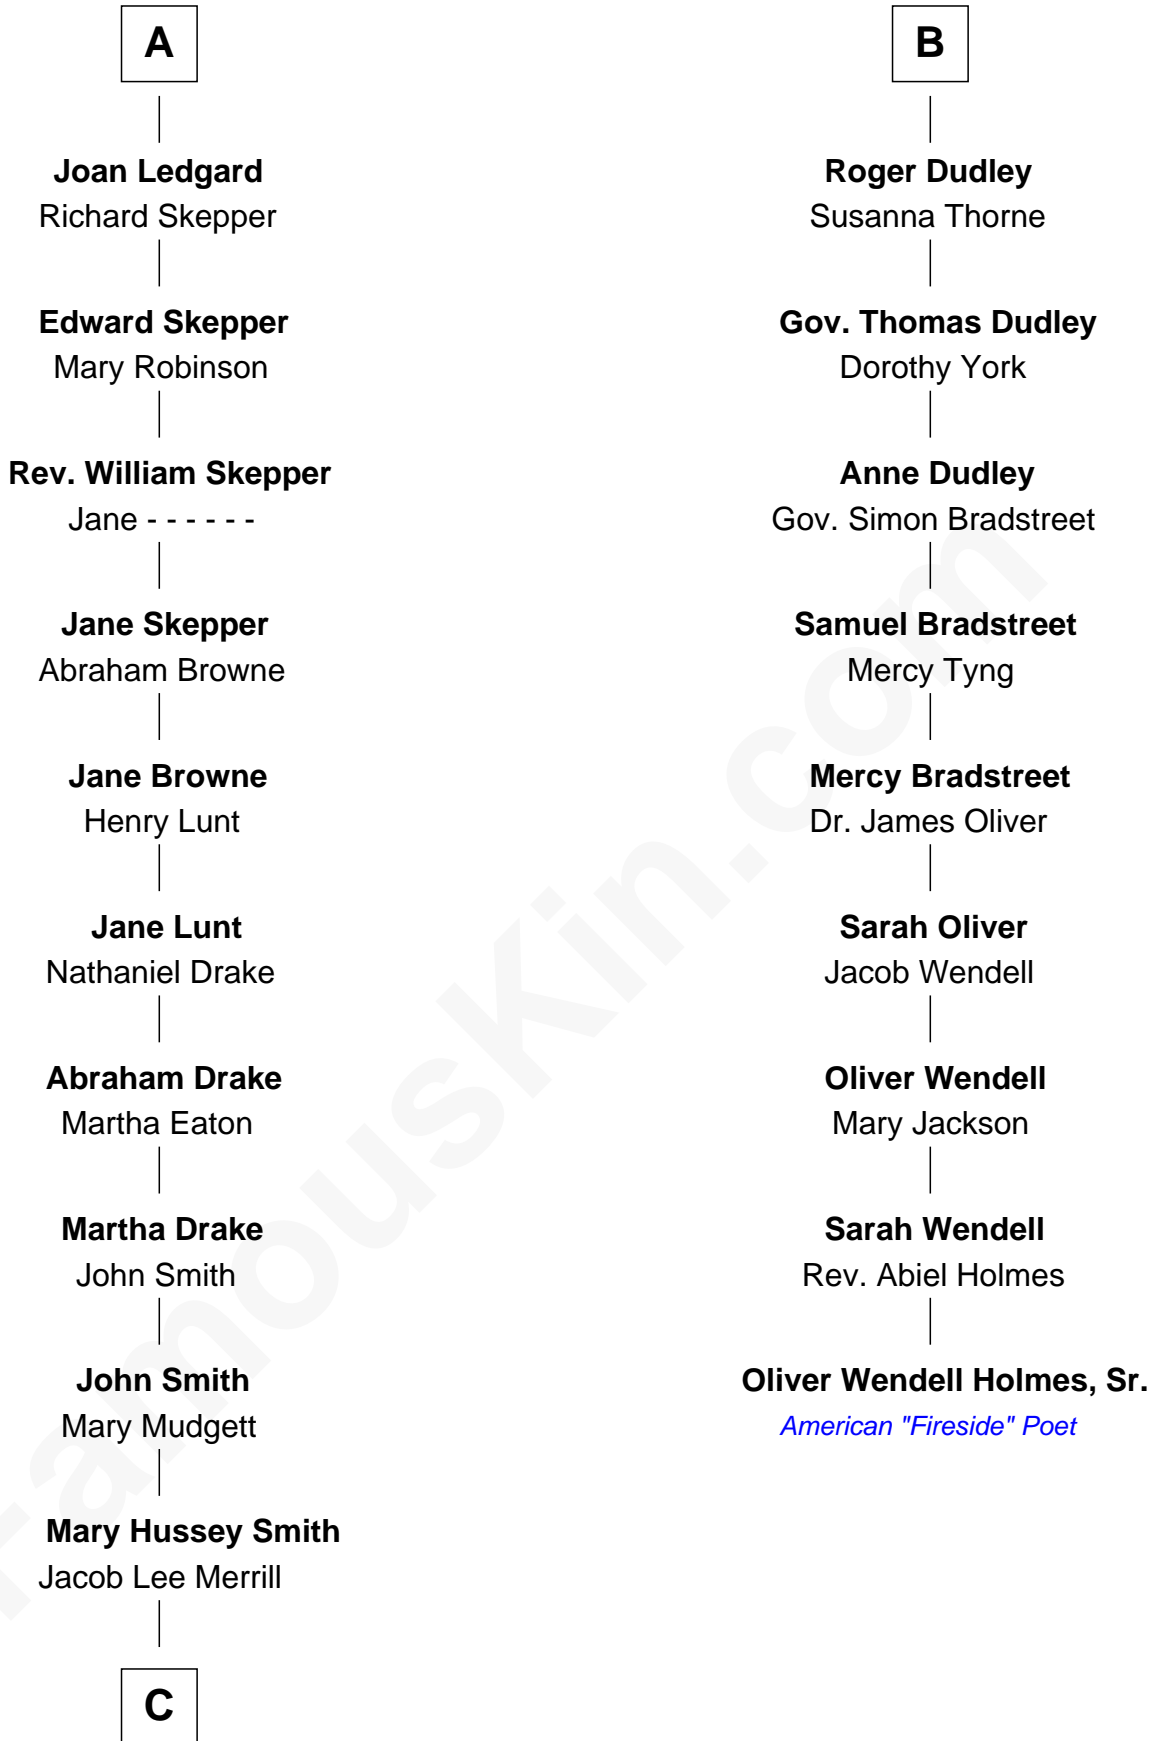 A
Joan Ledgard
Richard Skepper
Edward Skepper
Mary Robinson
Rev. William Skepper
Jane - - - - - -
Jane Skepper
Abraham Browne
Jane Browne
Henry Lunt
Jane Lunt
Nathaniel Drake
Abraham Drake
Martha Eaton
Martha Drake
John Smith
John Smith
Mary Mudgett
Mary Hussey Smith
Jacob Lee Merrill
C
B
Roger Dudley
Susanna Thorne
Gov. Thomas Dudley
Dorothy York
Anne Dudley
Gov. Simon Bradstreet
Samuel Bradstreet
Mercy Tyng
Mercy Bradstreet
Dr. James Oliver
Sarah Oliver
Jacob Wendell
Oliver Wendell
Mary Jackson
Sarah Wendell
Rev. Abiel Holmes
Oliver Wendell Holmes, Sr.
American "Fireside" Poet
FamousKin.com